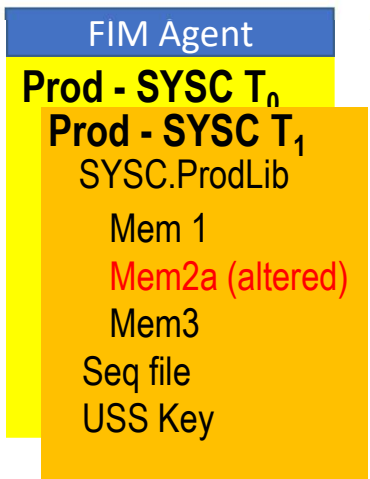 FIM Agent
Prod - SYSC T₀
Prod - SYSC T₁
SYSC.ProdLib
Mem 1
Mem2a (altered)
Mem3
Seq file
USS Key